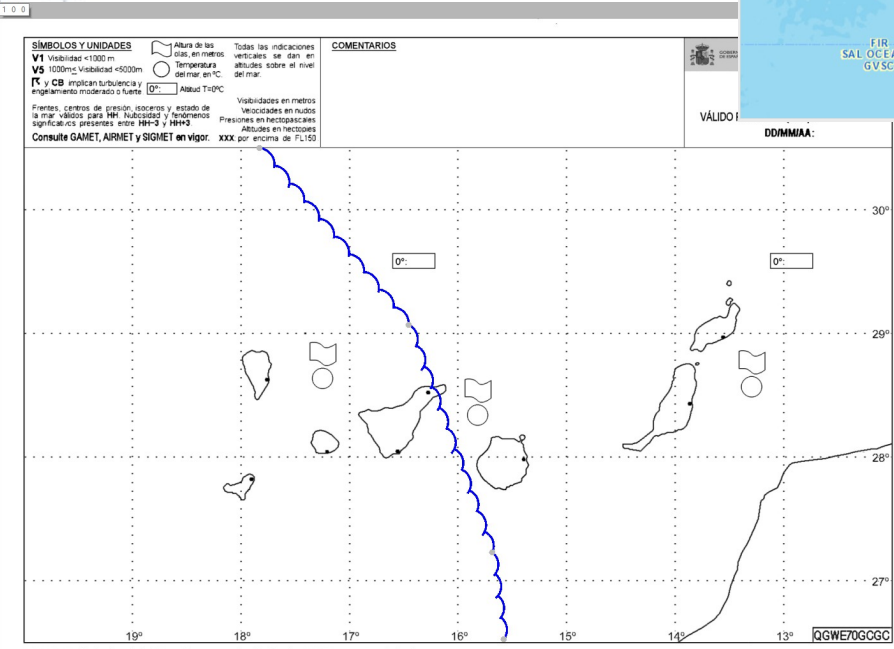 1 0 0
SÍMBOLOS Y UNIDADES
V1 Visibilidad <1000 m
V5 1000m≤ Visibilidad <5000m
y CB implican turbulencia y
engelamiento moderado o fuerte
Altura de las
olas, en metros
Temperatura
del mar, en ºC.
0º: Altitud T=0ºC
Todas las indicaciones
verticales se dan en
altitudes sobre el nivel
del mar.
Frentes, centros de presión, isoceros y estado de
la mar válidos para HH. Nubosidad y fenómenos
significativos presentes entre HH-3 y HH+3
Consulte GAMET, AIRMET y SIGMET en vigor.
Visibilidades en metros
Velocidades en nudos
Presiones en hectopascales
Altitudes en hectopies
XXX: por encima de FL150
COMENTARIOS
FIR
SAL OCEA
GVSC
VÁLIDO
DD/MM/AA:
30º
0º:
0º:
29º
28º
27º
19º
18º
17º
16º
15º
14º
13º
QGWE70GCGC